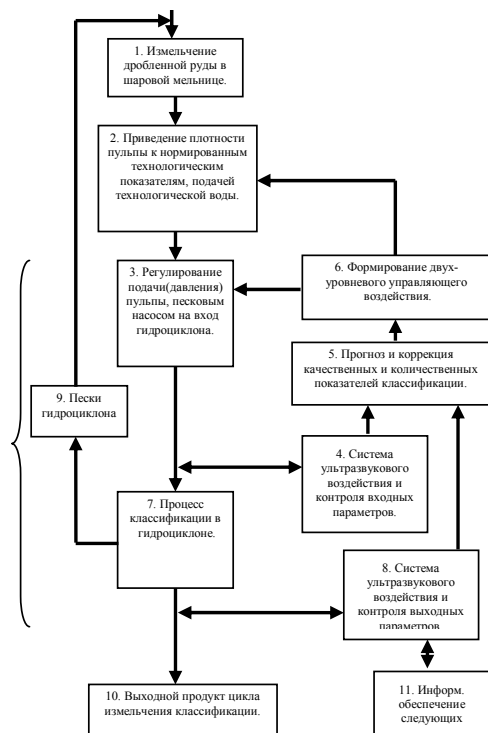 1. Измельчение
дробленной руды в
шаровой мельнице.
2. Приведение плотности
пульпы к нормированным
технологическим
показателям, подачей
технологической воды.
3. Регулирование
подачи(давления)
пульпы, песковым
насосом на вход
гидроциклона.
6. Формирование двух-
уровневого управляющего
воздействия.
5. Прогноз и коррекция
качественных и количественных
показателей классификации.
9. Пески
гидроциклона
4. Система
ультразвукового
воздействия и
контроля входных
параметров.
7. Процесс
классификации в
гидроциклоне.
8. Система
ультразвукового
воздействия и
контроля выходных
параметров
10. Выходной продукт цикла
измельчения классификации.
11. Информ.
обеспечение
следующих